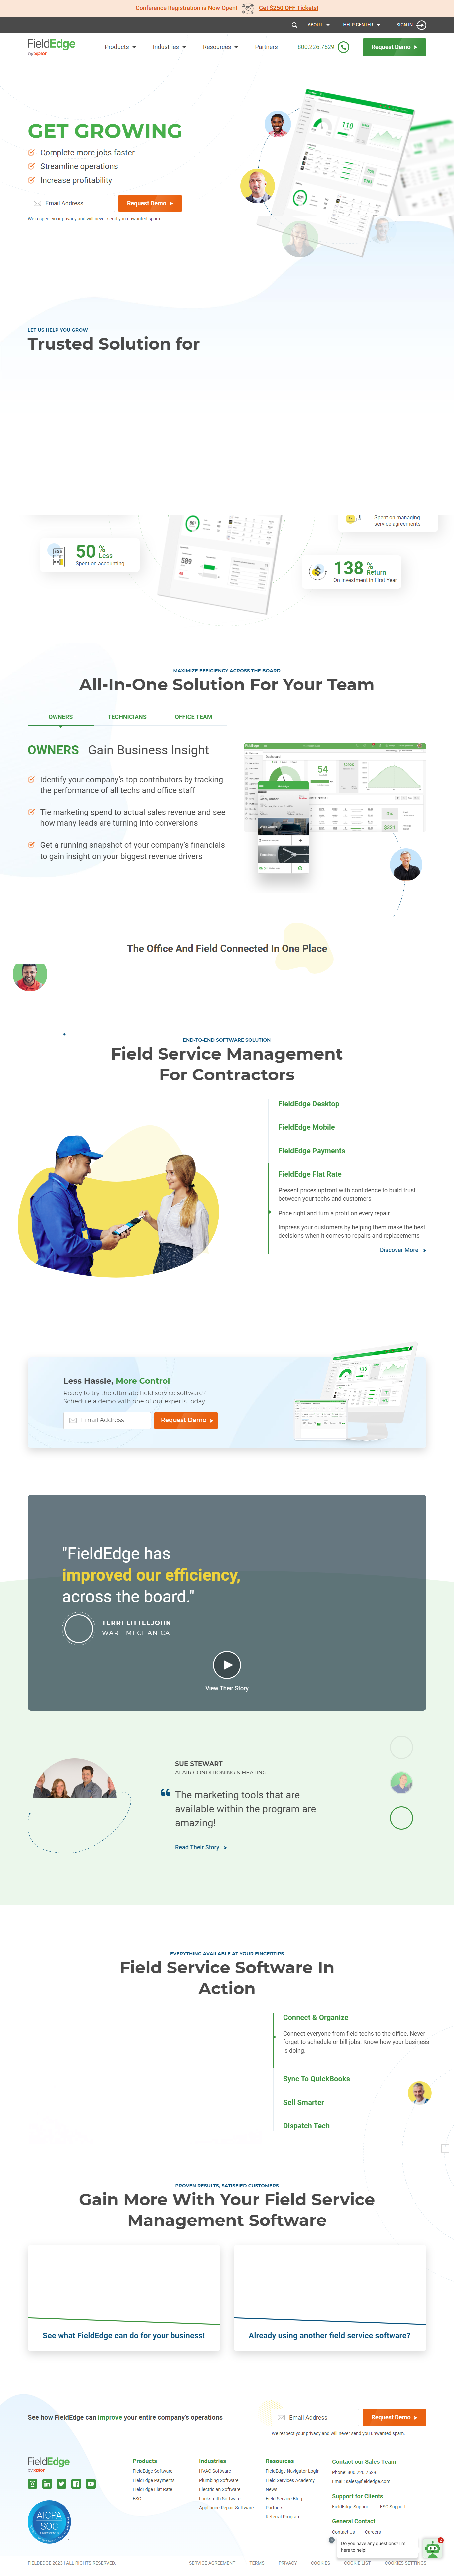 Conference Registration is Now Open! Get $250 OFF Tickets!
ABOUT HELP CENTER SIGN IN
FieldEdge
by xplor
Products Industries Resources Partners 800.226.7529 Request Demo
GET GROWING
Complete more jobs faster
Streamline operations
Increase profitability
Email Address Request Demo
We respect your privacy and will never send you unwanted spam.
LET US HELP YOU GROW
Trusted Solution for
Spent on managing
service agreements
50 % Less
Spent on accounting
138 % Return
On Investment in First Year
MAXIMIZE EFFICIENCY ACROSS THE BOARD
All-In-One Solution For Your Team
OWNERS TECHNICIANS OFFICE TEAM
OWNERS Gain Business Insight
Identify your company's top contributors by tracking
the performance of all techs and office staff
Tie marketing spend to actual sales revenue and see
how many leads are turning into conversions
Get a running snapshot of your company's financials
to gain insight on your biggest revenue drivers
The Office And Field Connected In One Place
END-TO-END SOFTWARE SOLUTION
Field Service Management
For Contractors
FieldEdge Desktop
FieldEdge Mobile
FieldEdge Payments
FieldEdge Flat Rate
Present prices upfront with confidence to build trust
between your techs and customers
Price right and turn a profit on every repair
Impress your customers by helping them make the best
decisions when it comes to repairs and replacements
Discover More
Less Hassle, More Control
Ready to try the ultimate field service software?
Schedule a demo with one of our experts today.
Email Address Request Demo
"FieldEdge has
improved our efficiency,
across the board."
TERRI LITTLEJOHN
WARE MECHANICAL
View Their Story
SUE STEWART
A1 AIR CONDITIONING & HEATING
The marketing tools that are
available within the program are
amazing!
Read Their Story
EVERYTHING AVAILABLE AT YOUR FINGERTIPS
Field Service Software In
Action
Connect & Organize
Connect everyone from field techs to the office. Never
forget to schedule or bill jobs. Know how your business
is doing.
Sync To QuickBooks
Sell Smarter
Dispatch Tech
PROVEN RESULTS, SATISFIED CUSTOMERS
Gain More With Your Field Service
Management Software
See what FieldEdge can do for your business!
Already using another field service software?
See how FieldEdge can improve your entire company's operations
Email Address Request Demo
We respect your privacy and will never send you unwanted spam.
FieldEdge
by xplor
AICPA
SOC
Products
FieldEdge Software
FieldEdge Payments
FieldEdge Flat Rate
ESC
Industries
HVAC Software
Plumbing Software
Electrician Software
Locksmith Software
Appliance Repair Software
Resources
FieldEdge Navigator Login
Field Services Academy
News
Field Service Blog
Partners
Referral Program
Contact our Sales Team
Phone: 800.226.7529
Email: sales@fieldedge.com
Support for Clients
FieldEdge Support ESC Support
General Contact
Contact Us Careers
Do you have any questions? I'm
here to help!
2
FIELDEDGE 2023 | ALL RIGHTS RESERVED. SERVICE AGREEMENT TERMS PRIVACY COOKIES COOKIE LIST COOKIES SETTINGS